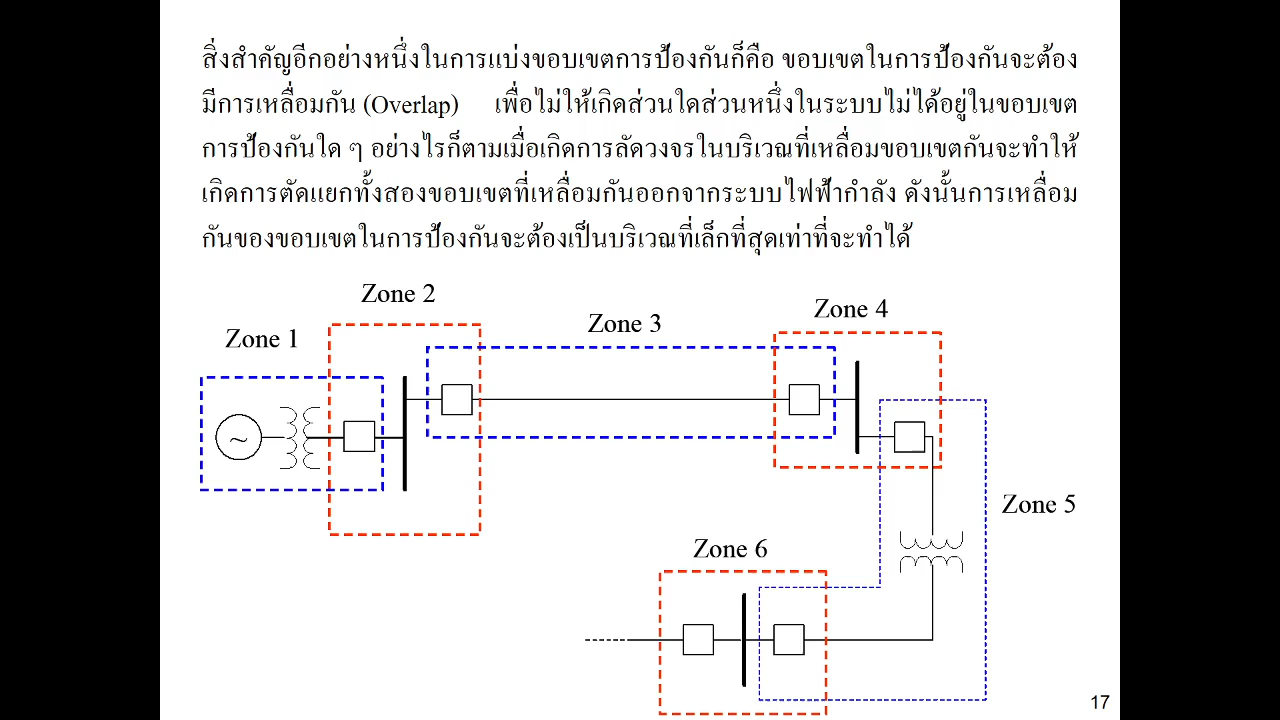 สิ่งสำคัญอีกอย่างหนึ่งในการแบ่งขอบเขตการป้องกันก็คือ ขอบเขตในการป้องกันจะต้อง
มีการเหลื่อมกัน (Overlap) เพื่อไม่ให้เกิดส่วนใดส่วนหนึ่งในระบบไม่ได้อยู่ในขอบเขต
การป้องกันใด ๆ อย่างไรก็ตามเมื่อเกิดการลัดวงจรในบริเวณที่เหลื่อมขอบเขตกันจะทำให้
เกิดการตัดแยกทั้งสองขอบเขตที่เหลื่อมกันออกจากระบบไฟฟ้ากำลัง ดังนั้นการเหลื่อม
กันของขอบเขตในการป้องกันจะต้องเป็นบริเวณที่เล็กที่สุดเท่าที่จะทำได้
Zone 1
Zone 2
Zone 3
Zone 4
Zone 5
Zone 6
17